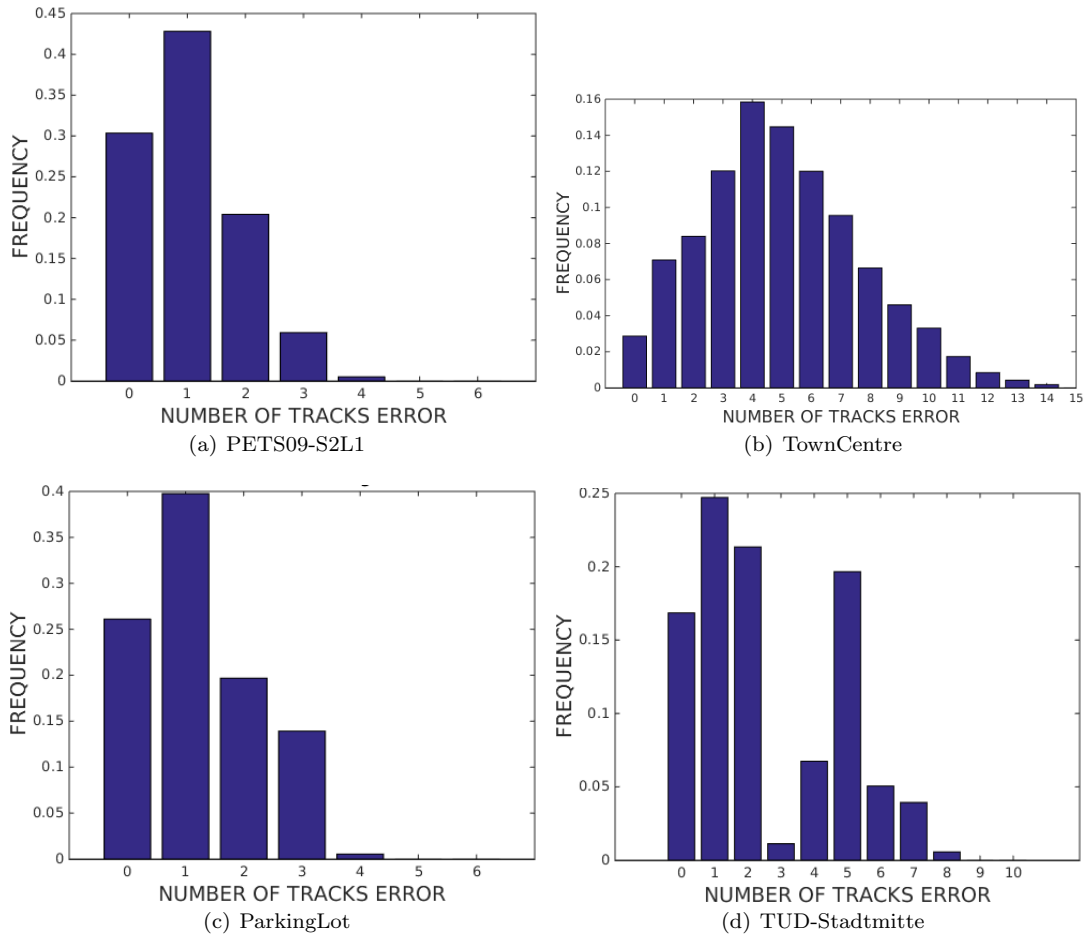 0.45
0.4
0.35
0.3
0.25
0.2
0.15
0.1
0.05
0
FREQUENCY
0 1 2 3 4 5 6
NUMBER OF TRACKS ERROR
(a) PETS09-S2L1
0.16
0.14
0.12
0.1
0.08
0.06
0.04
0.02
0
FREQUENCY
0 1 2 3 4 5 6 7 8 9 10 11 12 13 14 15
NUMBER OF TRACKS ERROR
(b) TownCentre
0.4
0.35
0.3
0.25
0.2
0.15
0.1
0.05
0
FREQUENCY
0 1 2 3 4 5 6
NUMBER OF TRACKS ERROR
(c) ParkingLot
0.25
0.2
0.15
0.1
0.05
0
FREQUENCY
0 1 2 3 4 5 6 7 8 9 10
NUMBER OF TRACKS ERROR
(d) TUD-Stadtmitte